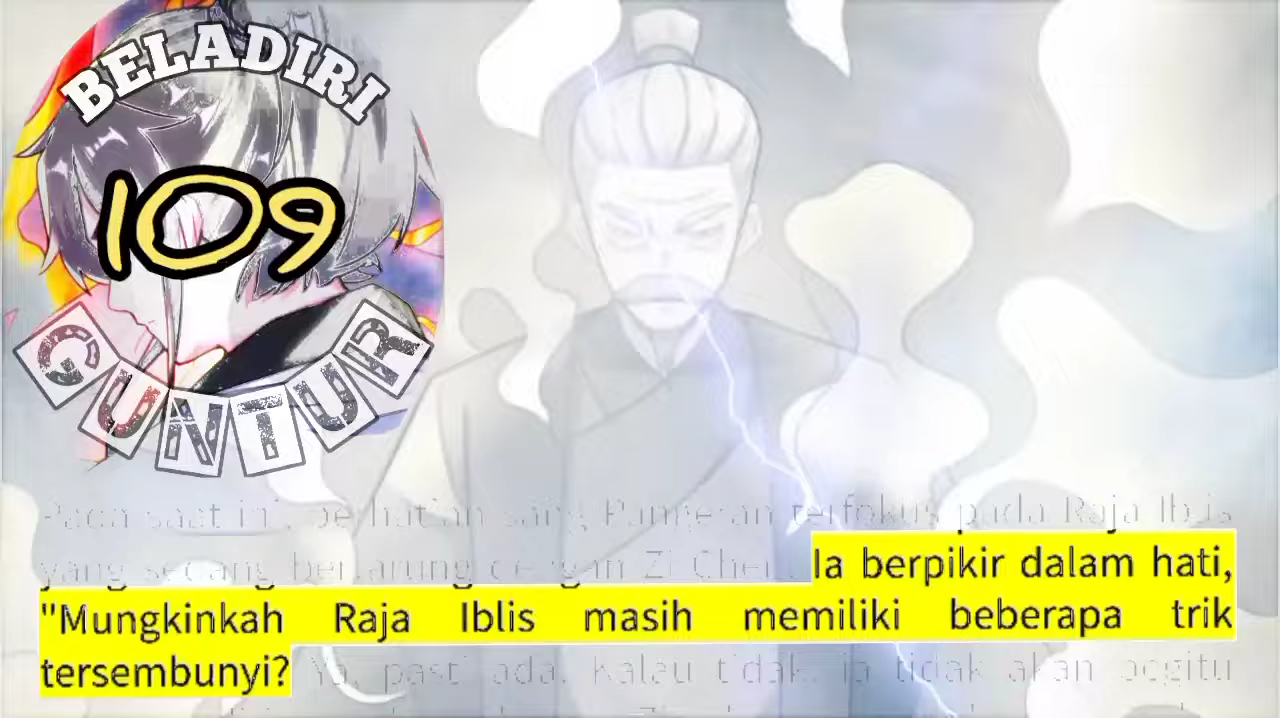 BELADIRI
109
GUNTUR
Pada saat ini, perhatian sang Pangeran terfokus pada Raja Iblis
yang sedang bertarung dengan Zi Chen. Ia berpikir dalam hati,
"Mungkinkah Raja Iblis masih memiliki beberapa trik
tersembunyi? Ya, pasti ada. Kalau tidak, ia tidak akan begitu